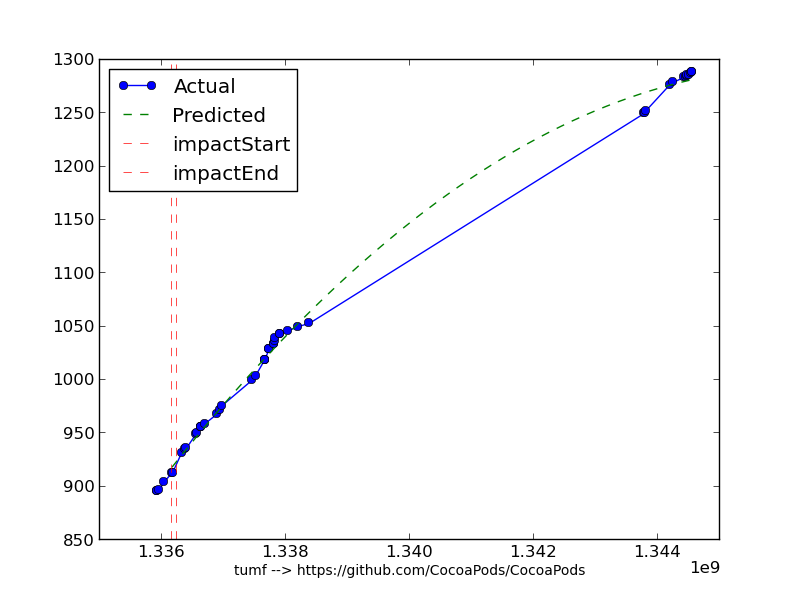 1300
1250
1200
1150
1100
1050
1000
950
900
850
Actual
Predicted
impactStart
impactEnd
1.336 1.338 1.340 1.342 1.344
1e9
tumf --> https://github.com/CocoaPods/CocoaPods